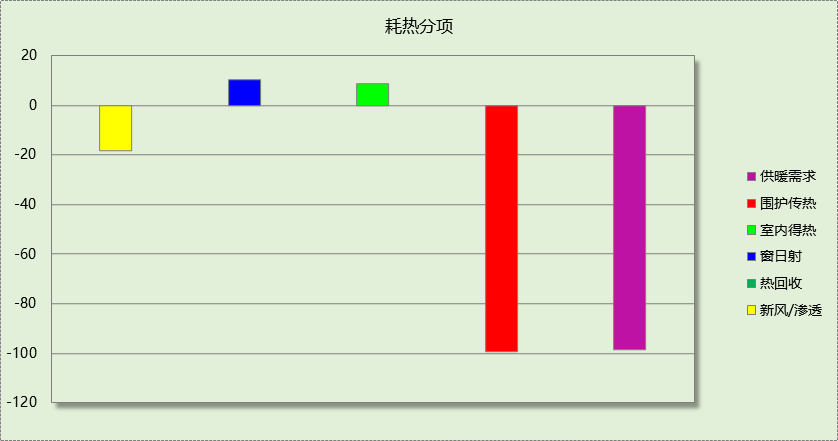 耗热分项
20
0
-20
-40
-60
-80
-100
-120
供暖需求
围护传热
室内得热
窗日射
热回收
新风/渗透